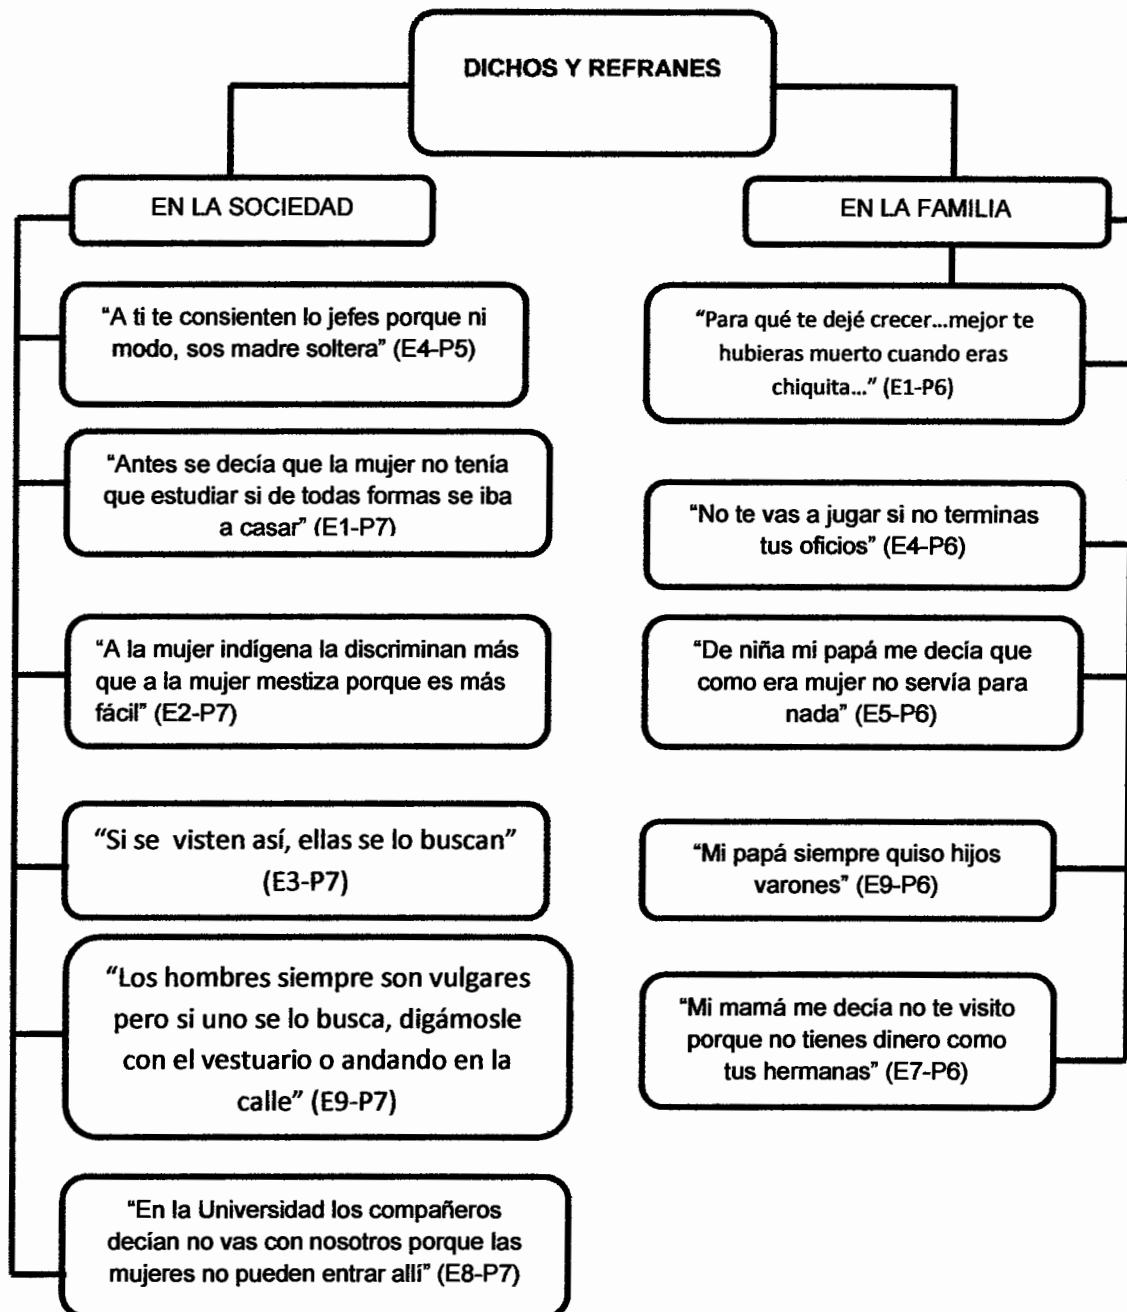 DICHOS Y REFRANES
EN LA SOCIEDAD
“A ti te consienten lo jefes porque ni
modo, sos madre soltera” (E4-P5)
“Antes se decía que la mujer no tenía
que estudiar si de todas formas se iba
a casar” (E1-P7)
“A la mujer indígena la discriminan más
que a la mujer mestiza porque es más
fácil” (E2-P7)
“Si se visten así, ellas se lo buscan”
(E3-P7)
“Los hombres siempre son vulgares
pero si uno se lo busca, digámosle
con el vestuario o andando en la
calle” (E9-P7)
“En la Universidad los compañeros
decían no vas con nosotros porque las
mujeres no pueden entrar allí” (E8-P7)
EN LA FAMILIA
“Para qué te dejé crecer...mejor te
hubieras muerto cuando eras
chiquita...” (E1-P6)
“No te vas a jugar si no terminas
tus oficios” (E4-P6)
“De niña mi papá me decía que
como era mujer no servía para
nada” (E5-P6)
“Mi papá siempre quiso hijos
varones” (E9-P6)
“Mi mamá me decía no te visito
porque no tienes dinero como
tus hermanas” (E7-P6)